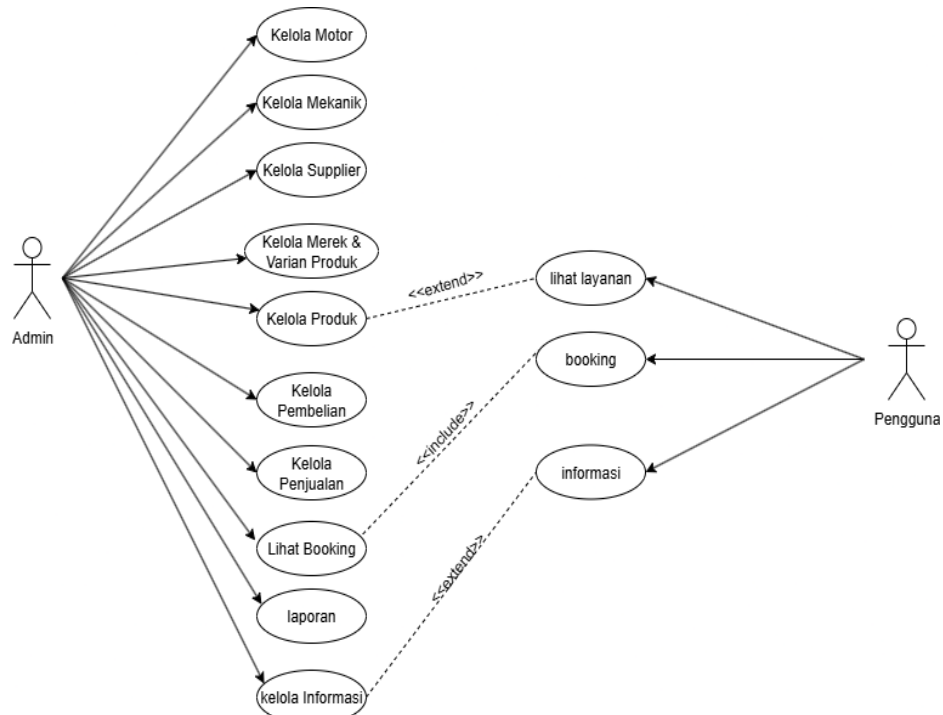 Kelola Motor
Kelola Mekanik
Kelola Supplier
Kelola Merek &
Varian Produk
Kelola Produk
Kelola
Pembelian
Kelola
Penjualan
Lihat Booking
laporan
kelola Informasi
Admin
<<extend>>
<<include>>
<<extend>>
lihat layanan
booking
informasi
Pengguna